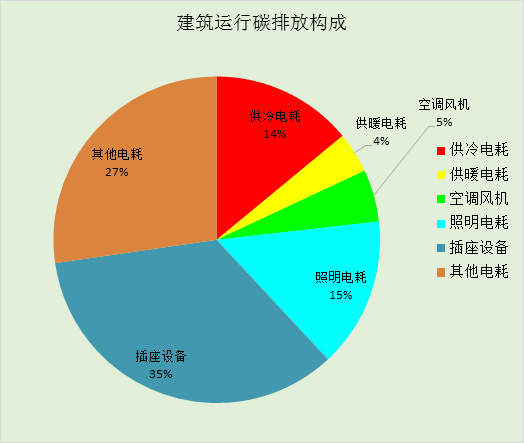 建筑运行碳排放构成
供冷电耗
14%
供暖电耗
4%
空调风机
5%
照明电耗
15%
插座设备
35%
其他电耗
27%
供冷电耗
供暖电耗
空调风机
照明电耗
插座设备
其他电耗